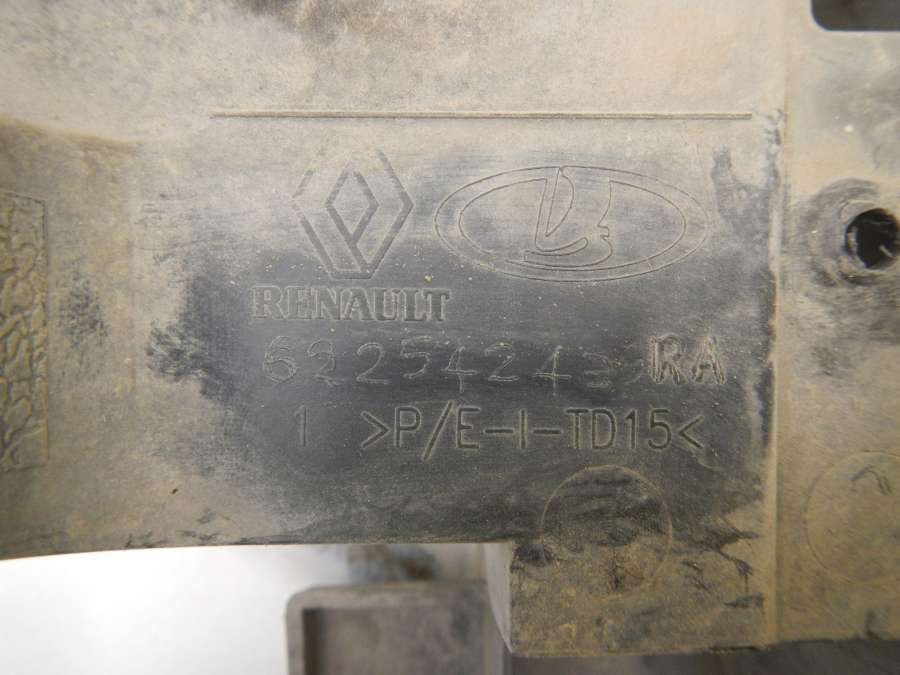 RENAULT
622542433RA
1 >P/E-I-TD15<